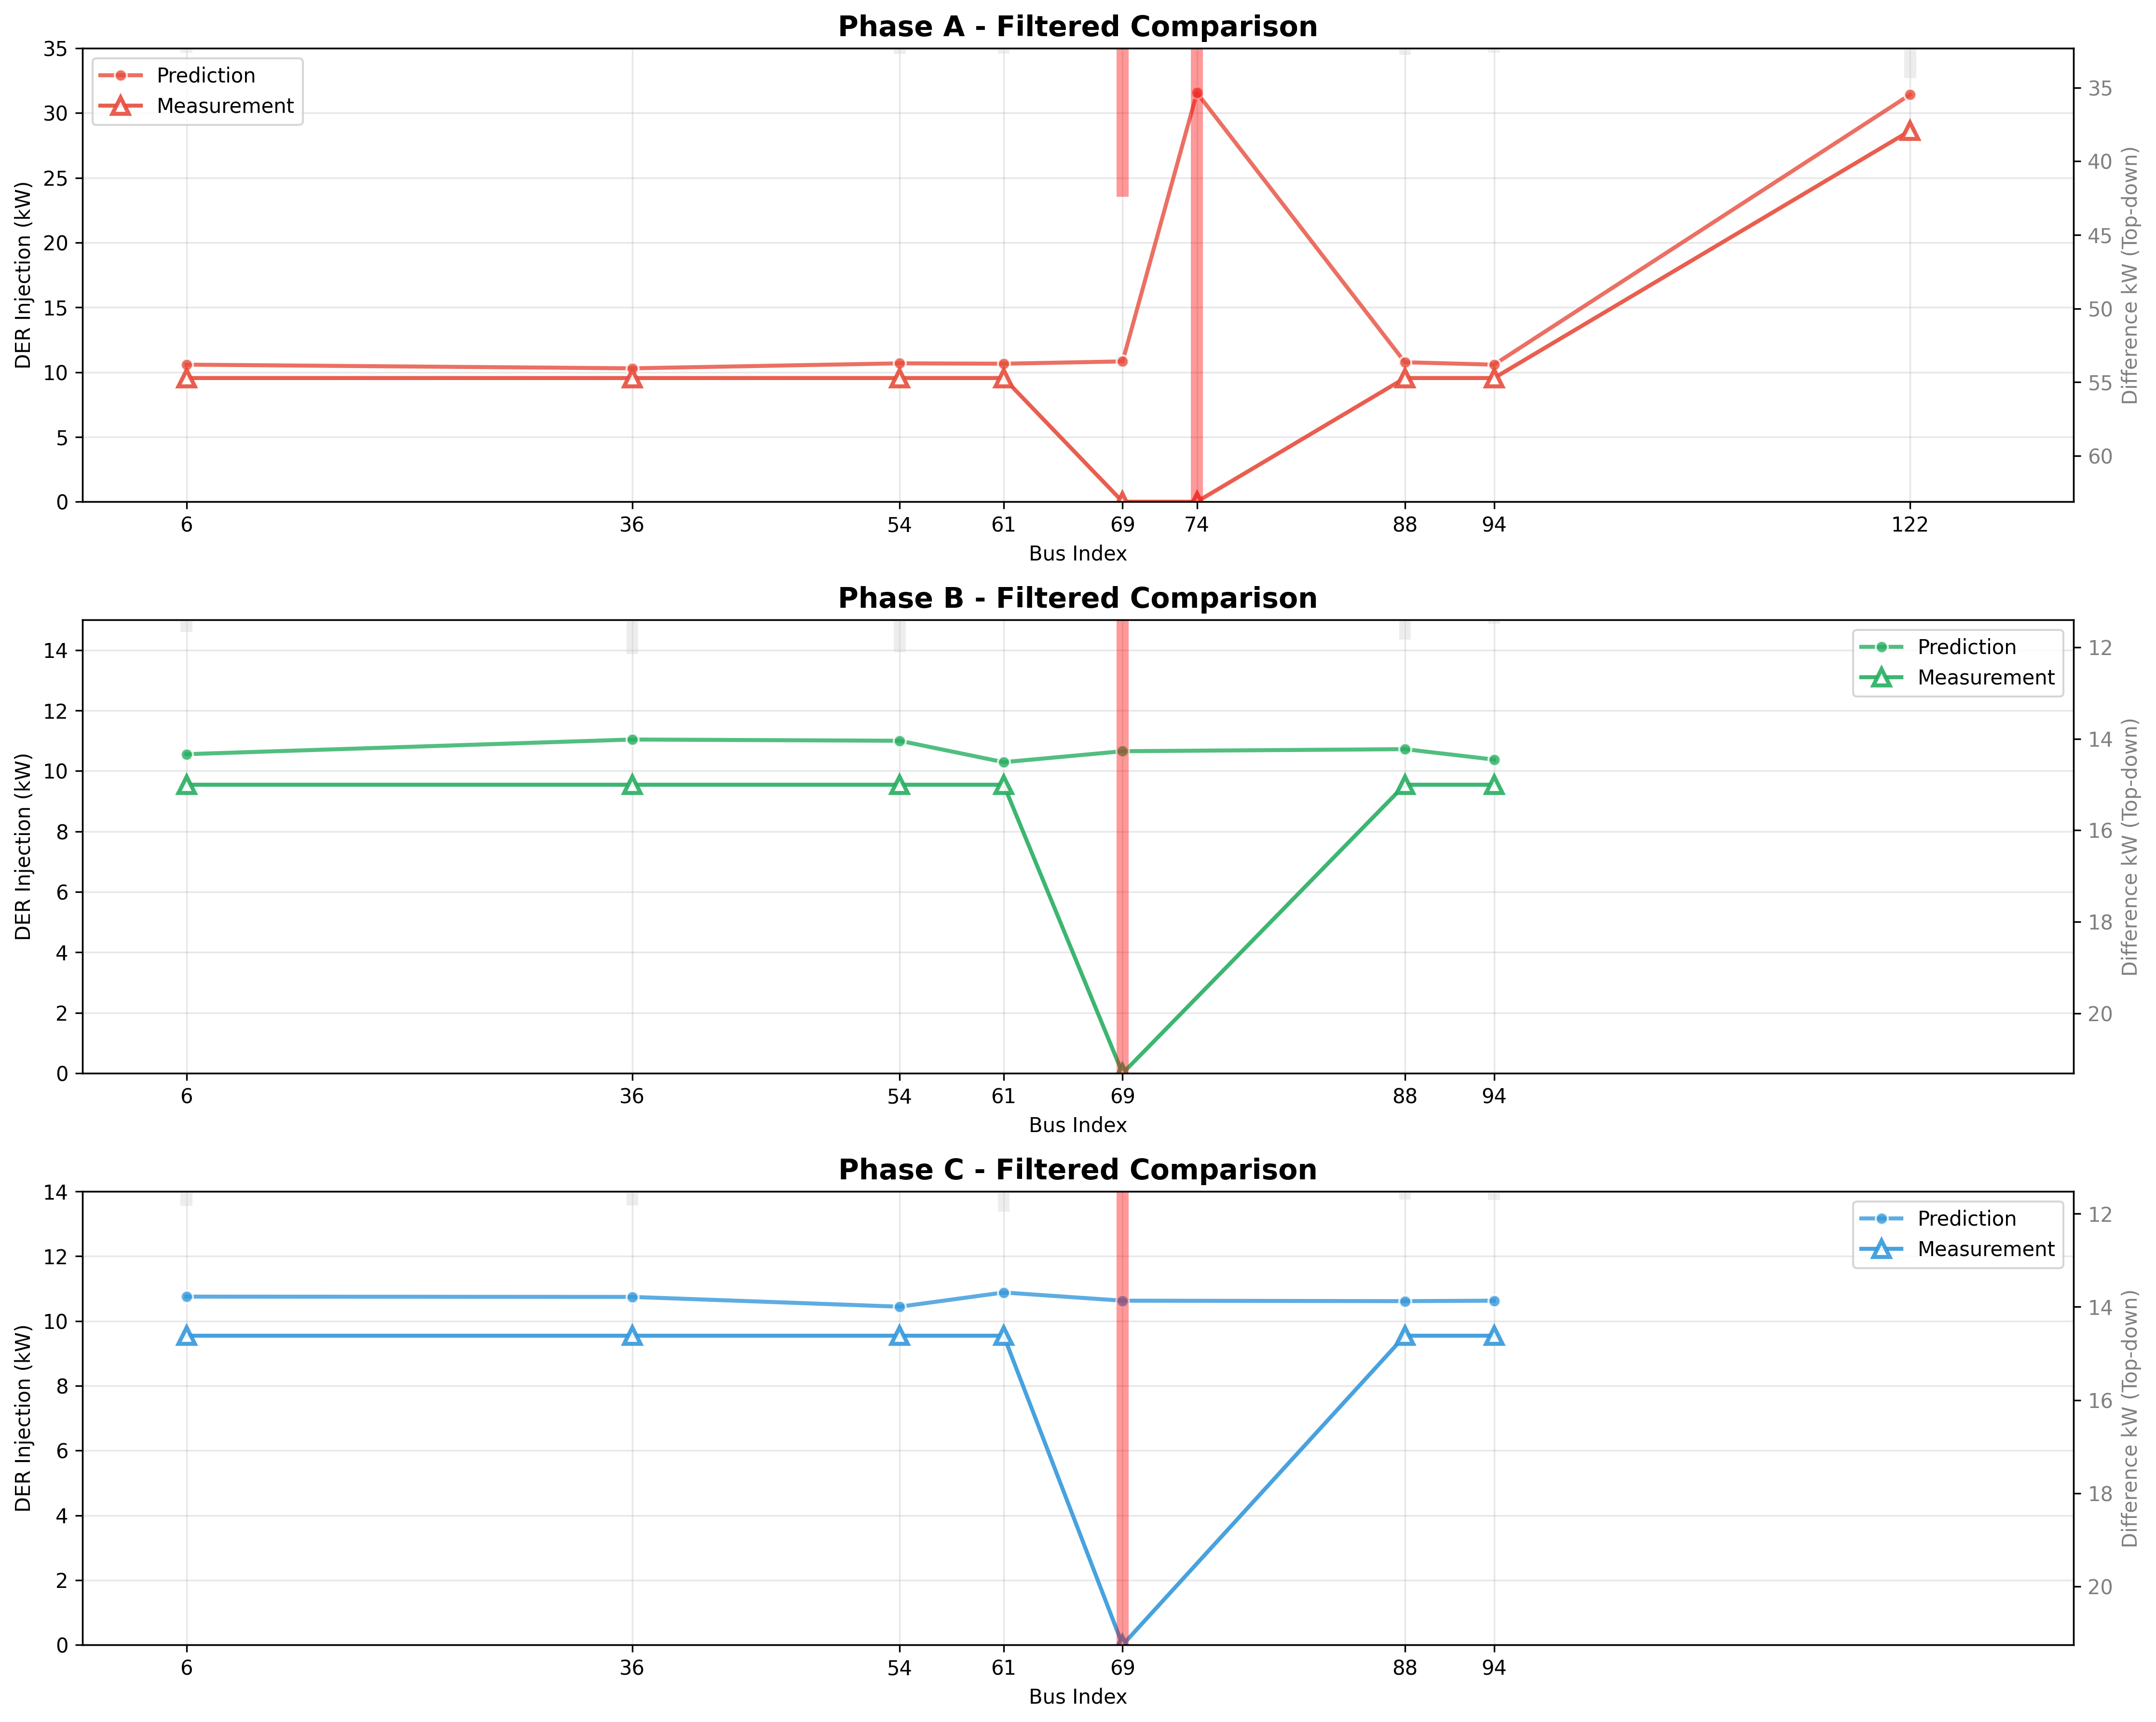 Phase A - Filtered Comparison
Prediction
Measurement
DER Injection (kW)
35
30
25
20
15
10
5
0
35
40
45
50
55
60
Difference kW (Top-down)
6 36 54 61 69 74 88 94 122
Bus Index
Phase B - Filtered Comparison
Prediction
Measurement
DER Injection (kW)
14
12
10
8
6
4
2
0
12
14
16
18
20
Difference kW (Top-down)
6 36 54 61 69 88 94
Bus Index
Phase C - Filtered Comparison
Prediction
Measurement
DER Injection (kW)
14
12
10
8
6
4
2
0
12
14
16
18
20
Difference kW (Top-down)
6 36 54 61 69 88 94
Bus Index